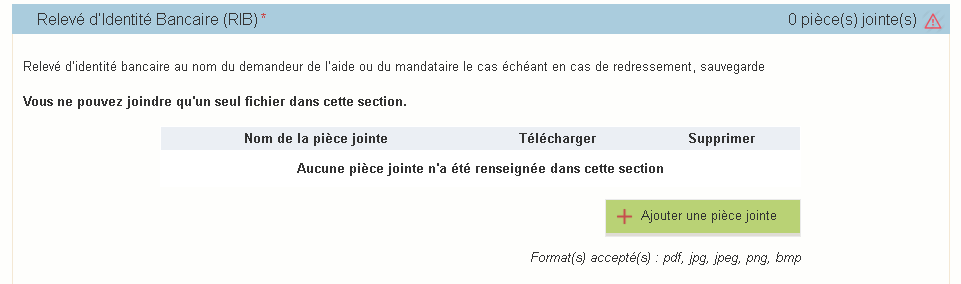 Relevé d'Identité Bancaire (RIB) * 0 pièce(s) jointe(s)
Relevé d'identité bancaire au nom du demandeur de l'aide ou du mandataire le cas échéant en cas de redressement, sauvegarde
Vous ne pouvez joindre qu'un seul fichier dans cette section.
Nom de la pièce jointe Télécharger Supprimer
Aucune pièce jointe n'a été renseignée dans cette section
Ajouter une pièce jointe
Format(s) accepté(s) : pdf, jpg, jpeg, png, bmp